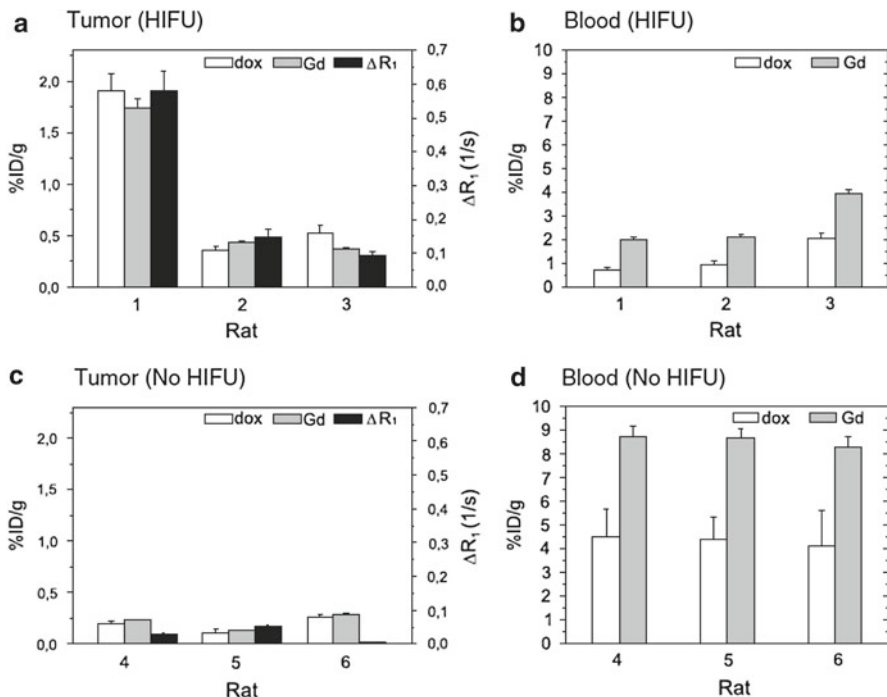 a Tumor (HIFU)
dox Gd ΔR₁
%ID/g
2,0
1,5
1,0
0,5
0,0
ΔR₁ (1/s)
0,7
0,6
0,5
0,4
0,3
0,2
0,1
0,0
1 2 3
Rat
b Blood (HIFU)
dox Gd
%ID/g
10
9
8
7
6
5
4
3
2
1
0
1 2 3
Rat
c Tumor (No HIFU)
dox Gd ΔR₁
%ID/g
2,0
1,5
1,0
0,5
0,0
ΔR₁ (1/s)
0,7
0,6
0,5
0,4
0,3
0,2
0,1
0,0
4 5 6
Rat
d Blood (No HIFU)
dox Gd
%ID/g
10
9
8
7
6
5
4
3
2
1
0
4 5 6
Rat